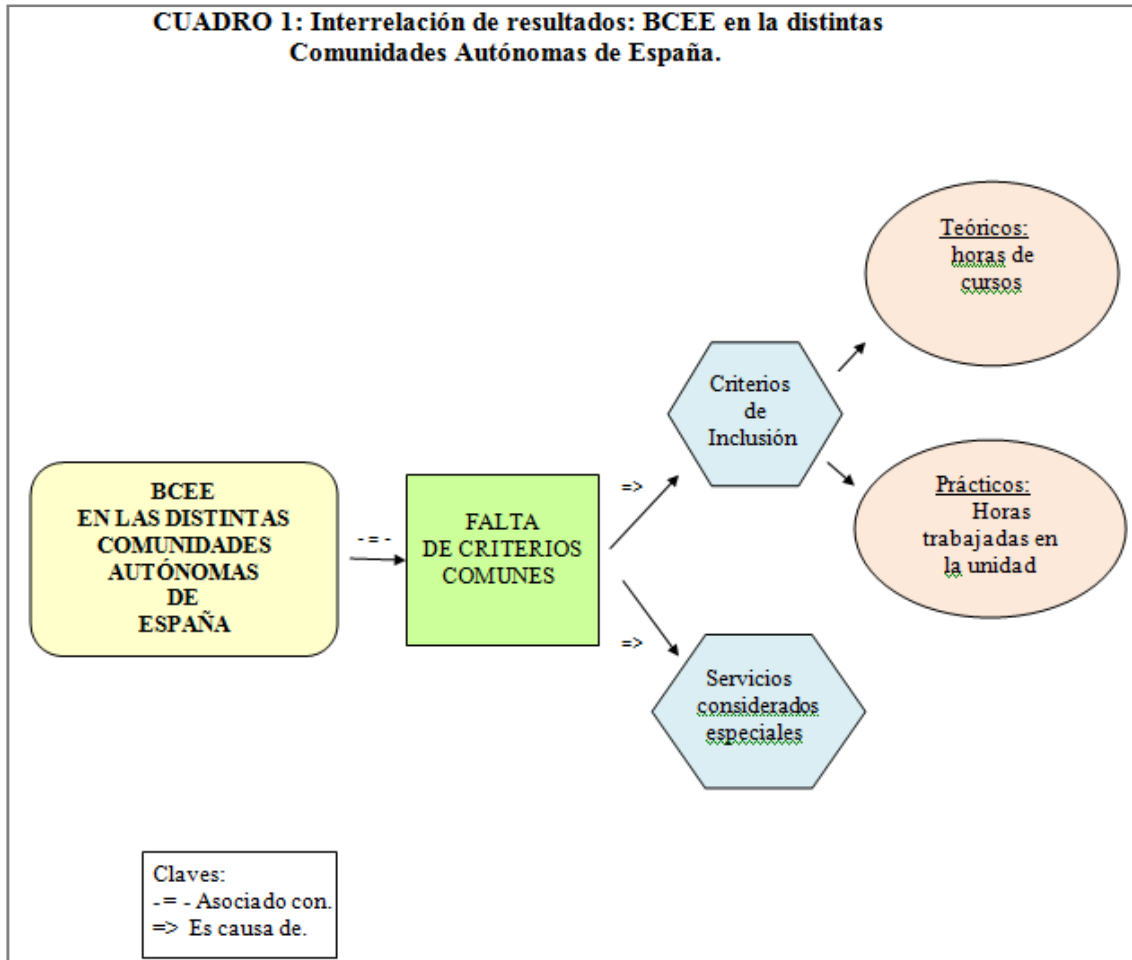 CUADRO 1: Interrelación de resultados: BCEE en la distintas
Comunidades Autónomas de España.
Teóricos:
horas de
cursos
Criterios
de
Inclusión
BCEE
EN LAS DISTINTAS
COMUNIDADES
AUTÓNOMAS
DE
ESPAÑA
- = -
FALTA
DE CRITERIOS
COMUNES
=>
=>
Prácticos:
Horas
trabajadas en
la unidad
Servicios
considerados
especiales
Claves:
- = - Asociado con.
=> Es causa de.